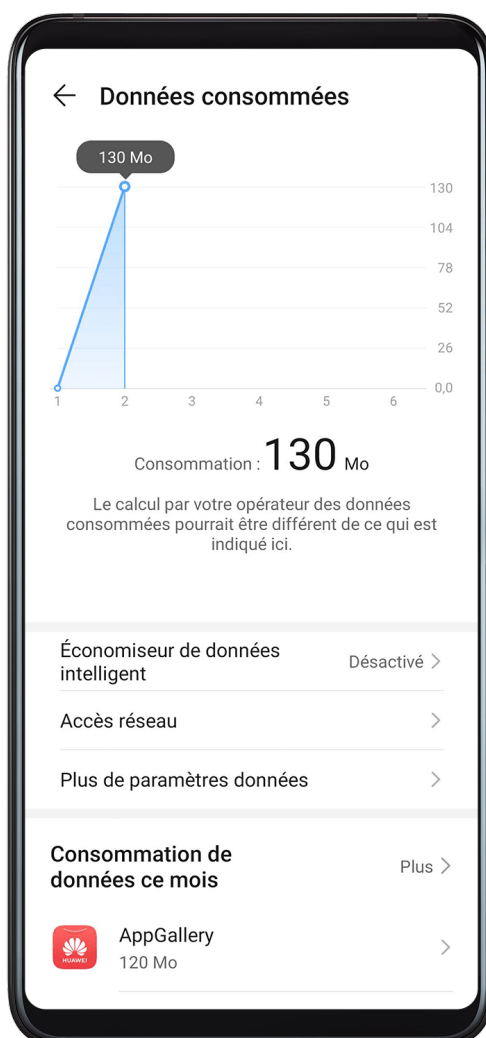 Données consommées
130 Mo
130
104
78
52
26
0,0
1 2 3 4 5 6
Consommation : 130 Mo
Le calcul par votre opérateur des données
consommées pourrait être différent de ce qui est
indiqué ici.
Économiseur de données
intelligent
Désactivé
Accès réseau
Plus de paramètres données
Consommation de
données ce mois
Plus
HUAWEI
AppGallery
120 Mo